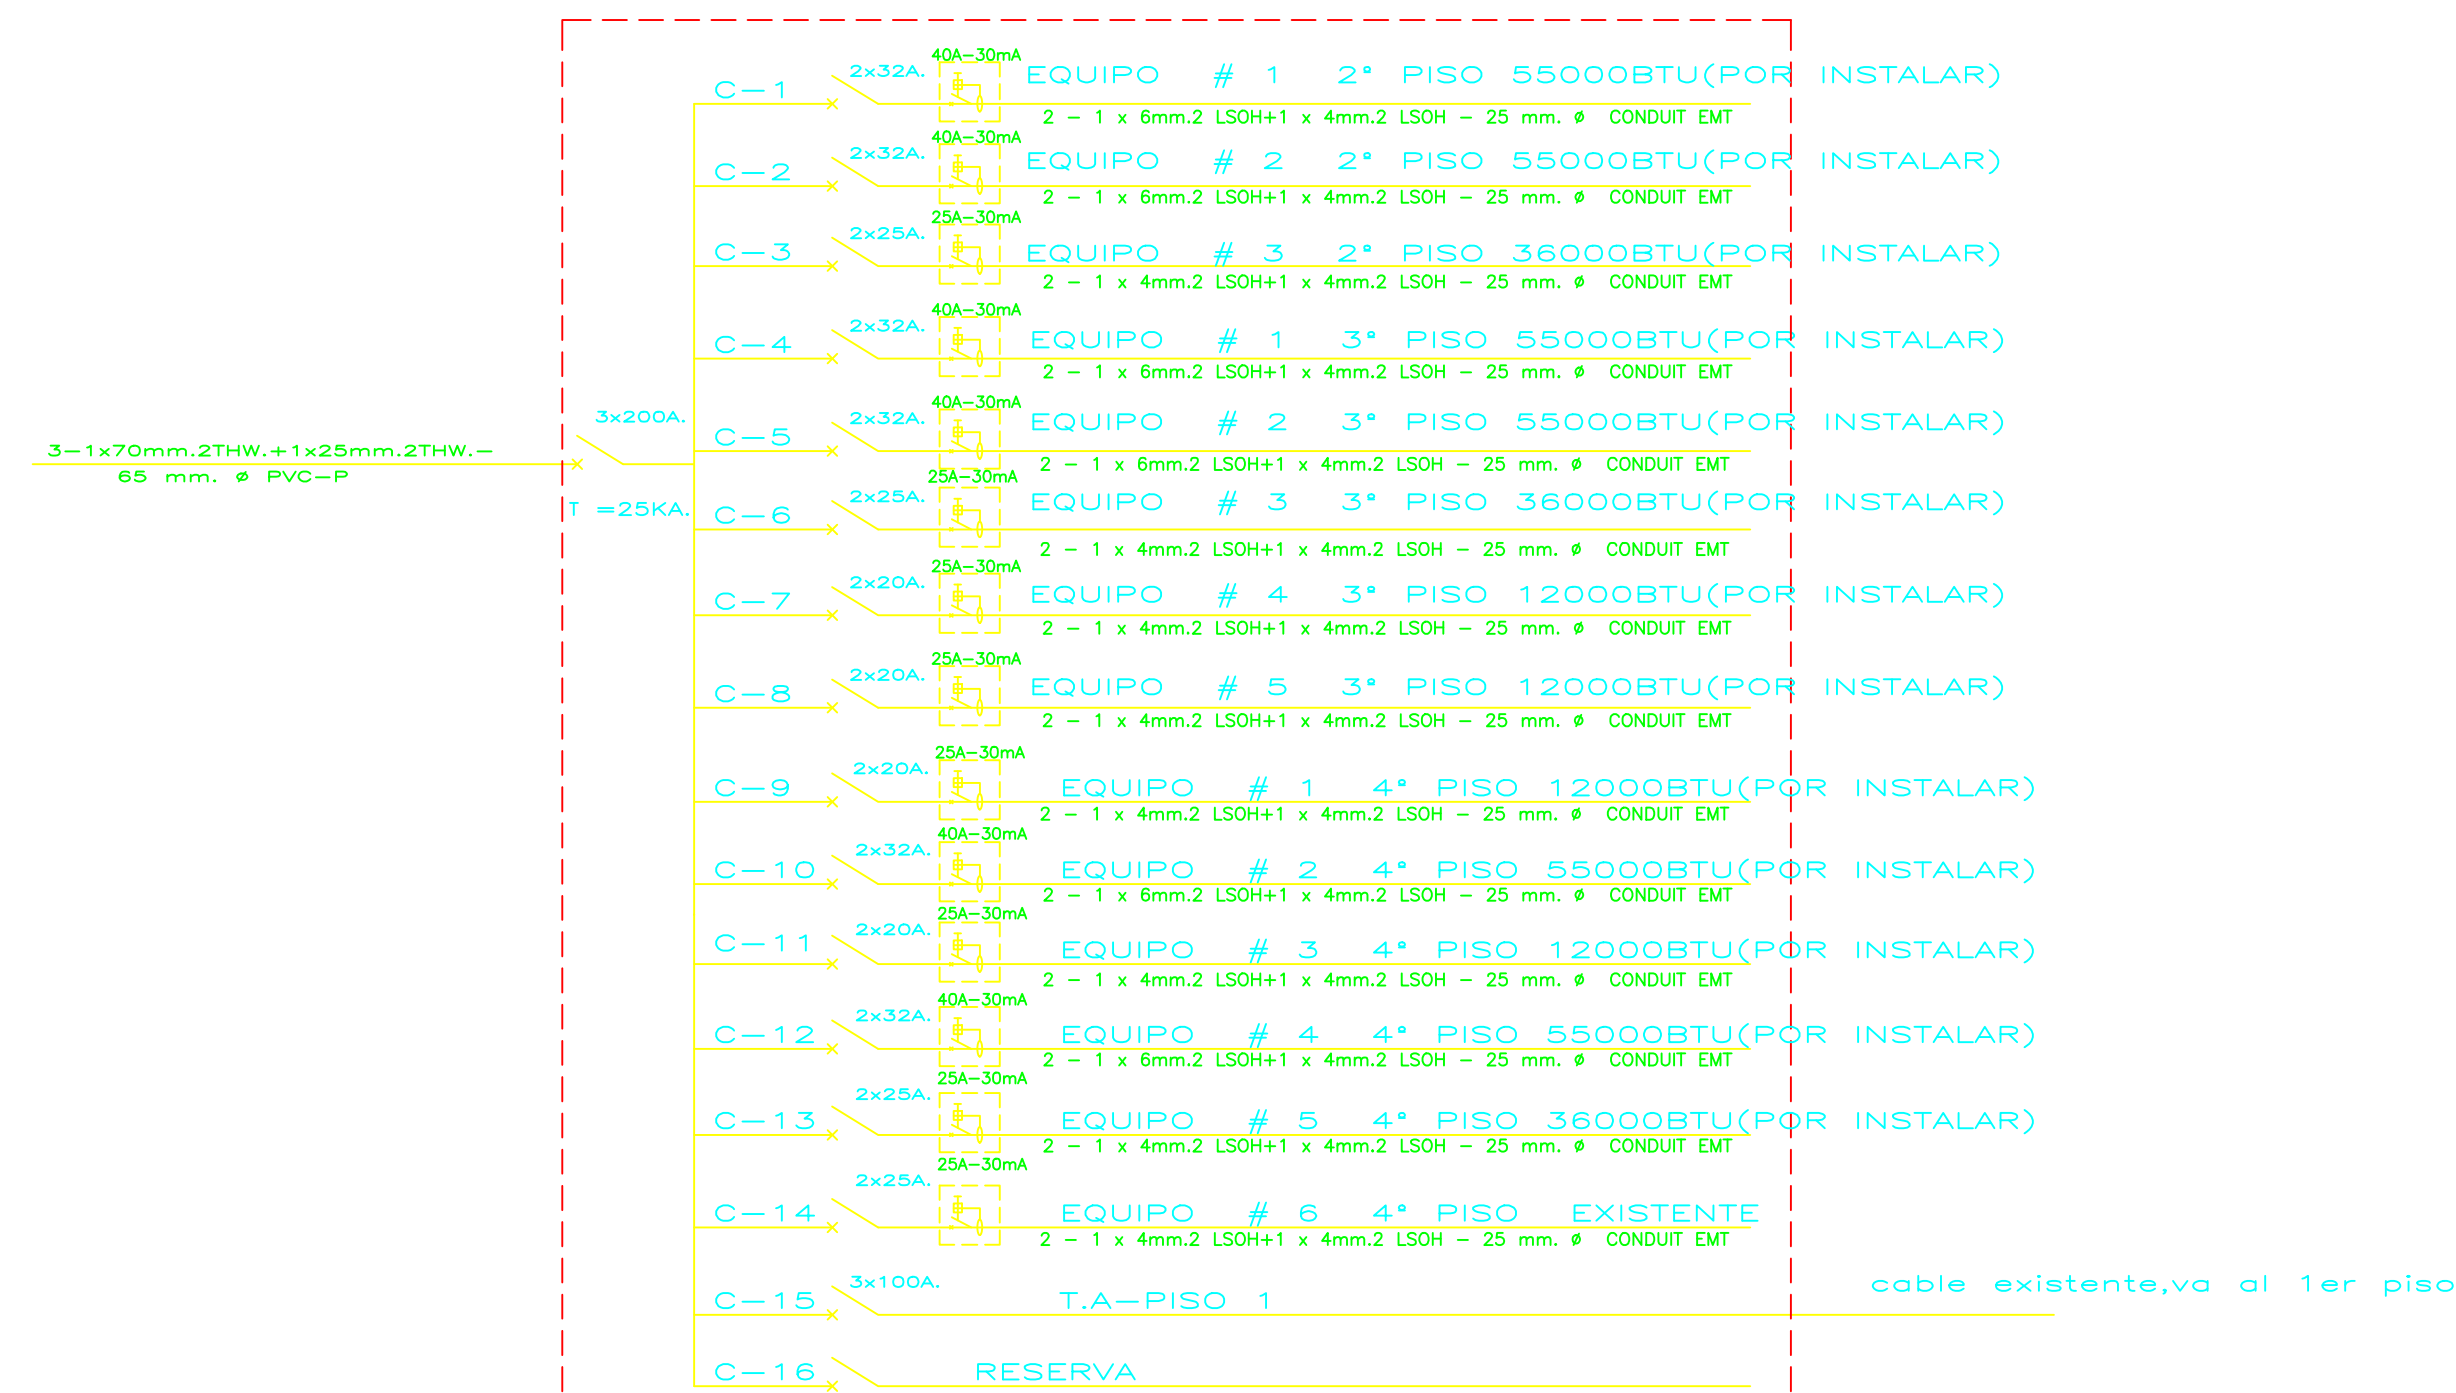 40A-30mA
C-1 2x32A. EQUIPO # 1 2° PISO 55000BTU(POR INSTALAR)
2 - 1 x 6mm.2 LSOH+1 x 4mm.2 LSOH - 25 mm. ø CONDUIT EMT
40A-30mA
C-2 2x32A. EQUIPO # 2 2° PISO 55000BTU(POR INSTALAR)
2 - 1 x 6mm.2 LSOH+1 x 4mm.2 LSOH - 25 mm. ø CONDUIT EMT
25A-30mA
C-3 2x25A. EQUIPO # 3 2° PISO 36000BTU(POR INSTALAR)
2 - 1 x 4mm.2 LSOH+1 x 4mm.2 LSOH - 25 mm. ø CONDUIT EMT
40A-30mA
C-4 2x32A. EQUIPO # 1 3° PISO 55000BTU(POR INSTALAR)
2 - 1 x 6mm.2 LSOH+1 x 4mm.2 LSOH - 25 mm. ø CONDUIT EMT
40A-30mA
3x200A.
C-5 2x32A. EQUIPO # 2 3° PISO 55000BTU(POR INSTALAR)
3-1x70mm.2THW.+1x25mm.2THW.-
65 mm. ø PVC-P
2 - 1 x 6mm.2 LSOH+1 x 4mm.2 LSOH - 25 mm. ø CONDUIT EMT
25A-30mA
T =25KA.
C-6 2x25A. EQUIPO # 3 3° PISO 36000BTU(POR INSTALAR)
2 - 1 x 4mm.2 LSOH+1 x 4mm.2 LSOH - 25 mm. ø CONDUIT EMT
25A-30mA
C-7 2x20A. EQUIPO # 4 3° PISO 12000BTU(POR INSTALAR)
2 - 1 x 4mm.2 LSOH+1 x 4mm.2 LSOH - 25 mm. ø CONDUIT EMT
25A-30mA
C-8 2x20A. EQUIPO # 5 3° PISO 12000BTU(POR INSTALAR)
2 - 1 x 4mm.2 LSOH+1 x 4mm.2 LSOH - 25 mm. ø CONDUIT EMT
25A-30mA
C-9 2x20A. EQUIPO # 1 4° PISO 12000BTU(POR INSTALAR)
2 - 1 x 4mm.2 LSOH+1 x 4mm.2 LSOH - 25 mm. ø CONDUIT EMT
40A-30mA
C-10 2x32A. EQUIPO # 2 4° PISO 55000BTU(POR INSTALAR)
2 - 1 x 6mm.2 LSOH+1 x 4mm.2 LSOH - 25 mm. ø CONDUIT EMT
25A-30mA
C-11 2x20A. EQUIPO # 3 4° PISO 12000BTU(POR INSTALAR)
2 - 1 x 4mm.2 LSOH+1 x 4mm.2 LSOH - 25 mm. ø CONDUIT EMT
40A-30mA
C-12 2x32A. EQUIPO # 4 4° PISO 55000BTU(POR INSTALAR)
2 - 1 x 6mm.2 LSOH+1 x 4mm.2 LSOH - 25 mm. ø CONDUIT EMT
25A-30mA
C-13 2x25A. EQUIPO # 5 4° PISO 36000BTU(POR INSTALAR)
2 - 1 x 4mm.2 LSOH+1 x 4mm.2 LSOH - 25 mm. ø CONDUIT EMT
25A-30mA
C-14 2x25A. EQUIPO # 6 4° PISO EXISTENTE
2 - 1 x 4mm.2 LSOH+1 x 4mm.2 LSOH - 25 mm. ø CONDUIT EMT
C-15 3x100A. T.A-PISO 1 cable existente,va al 1er piso
C-16 RESERVA